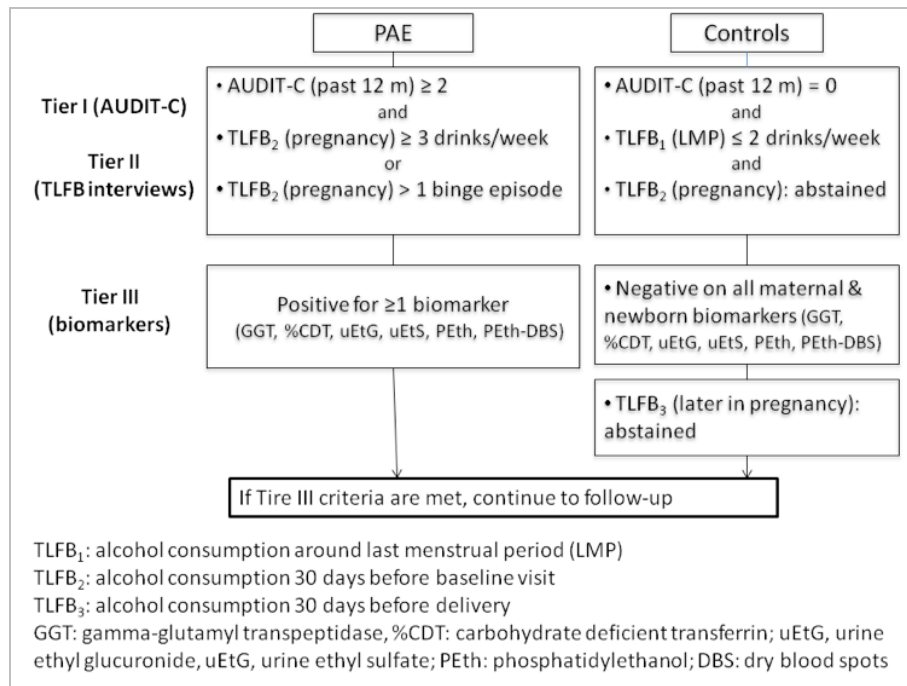 PAE
Controls
Tier I (AUDIT-C)
Tier II
(TLFB interviews)
• AUDIT-C (past 12 m) ≥ 2
and
• TLFB₂ (pregnancy) ≥ 3 drinks/week
or
• TLFB₂ (pregnancy) > 1 binge episode
• AUDIT-C (past 12 m) = 0
and
• TLFB₁ (LMP) ≤ 2 drinks/week
and
• TLFB₂ (pregnancy): abstained
Tier III
(biomarkers)
Positive for ≥1 biomarker
(GGT, %CDT, uEtG, uEtS, PEth, PEth-DBS)
• Negative on all maternal &
newborn biomarkers (GGT,
%CDT, uEtG, uEtS, PEth, PEth-DBS)
• TLFB₃ (later in pregnancy):
abstained
If Tire III criteria are met, continue to follow-up
TLFB₁: alcohol consumption around last menstrual period (LMP)
TLFB₂: alcohol consumption 30 days before baseline visit
TLFB₃: alcohol consumption 30 days before delivery
GGT: gamma-glutamyl transpeptidase, %CDT: carbohydrate deficient transferrin; uEtG, urine
ethyl glucuronide, uEtG, urine ethyl sulfate; PEth: phosphatidylethanol; DBS: dry blood spots